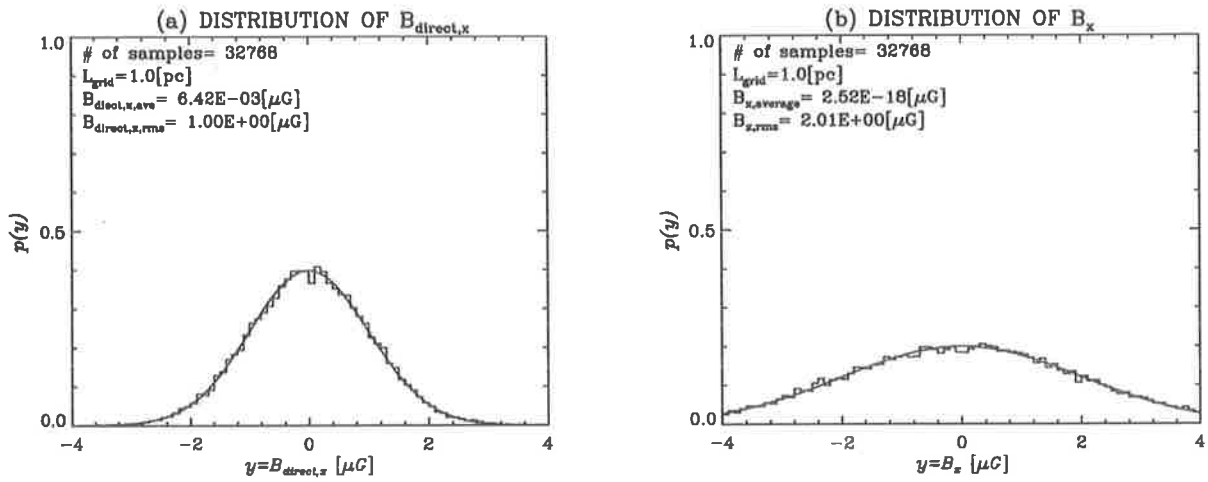 (a) DISTRIBUTION OF B_direct,x
1.0
# of samples= 32768
L_grid=1.0[pc]
B_diect,x,ave= 6.42E-03[μG]
B_direct,x,rms= 1.00E+00[μG]
p(y)
0.5
0.0
-4 -2 0 2 4
y=B_direct,x [μG]
(b) DISTRIBUTION OF B_x
1.0
# of samples= 32768
L_grid=1.0[pc]
B_x,average= 2.52E-18[μG]
B_x,rms= 2.01E+00[μG]
p(y)
0.5
0.0
-4 -2 0 2 4
y=B_x [μG]